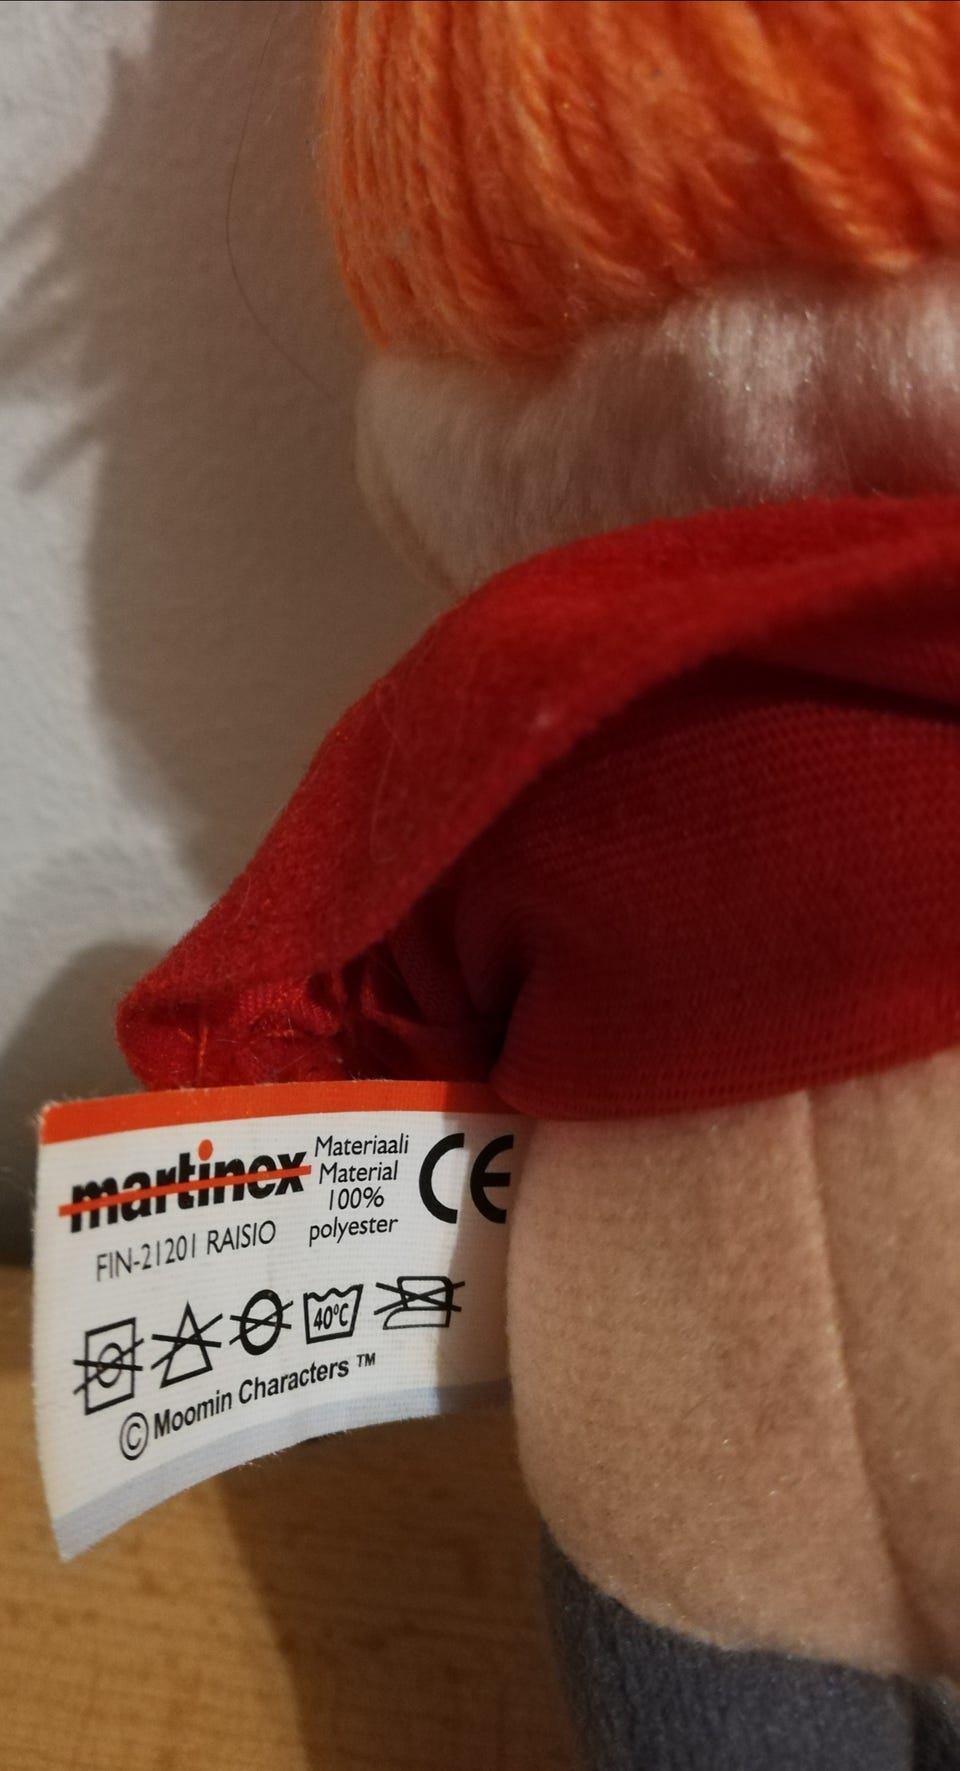 martinex
FIN-21201 RAISIO
Materiaali
Material
100%
polyester
CE
40°C
© Moomin Characters ™